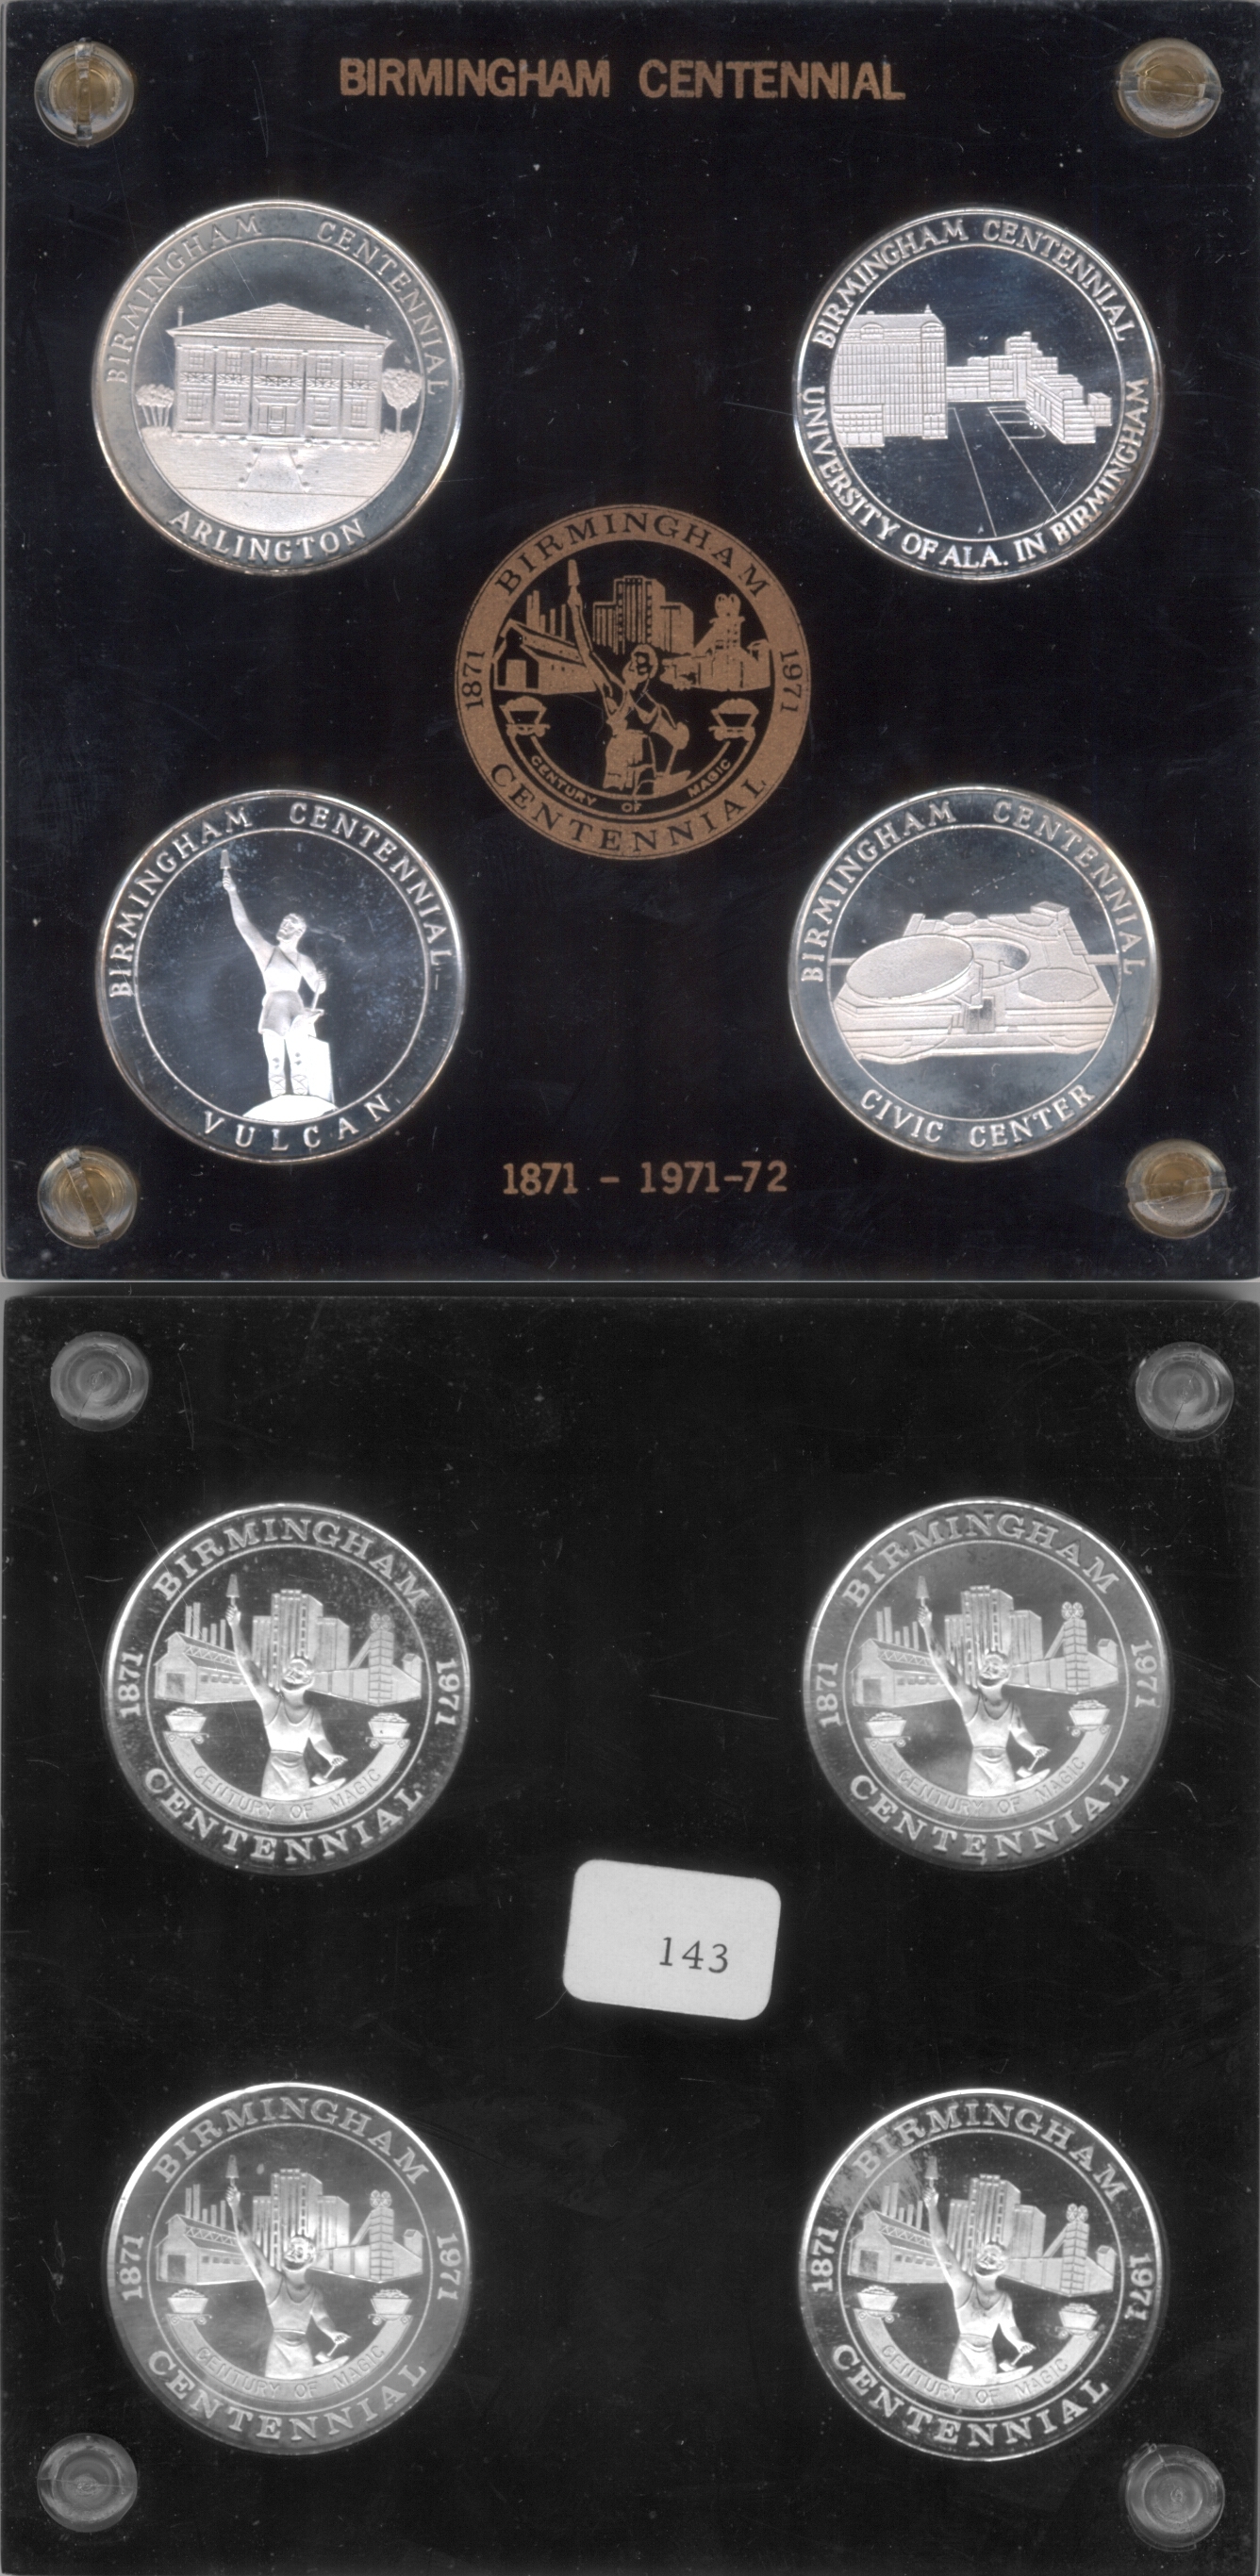 BIRMINGHAM CENTENNIAL
BIRMINGHAM CENTENNIAL
ARLINGTON
BIRMINGHAM CENTENNIAL
UNIVERSITY OF ALA. IN BIRMINGHAM
BIRMINGHAM
1871
1971
CENTURY OF MAGIC
CENTENNIAL
BIRMINGHAM CENTENNIAL
VULCAN
BIRMINGHAM CENTENNIAL
CIVIC CENTER
1871 - 1971-72
BIRMINGHAM
1871
1971
CENTURY OF MAGIC
CENTENNIAL
BIRMINGHAM
1871
1971
CENTURY OF MAGIC
CENTENNIAL
143
BIRMINGHAM
1871
1971
CENTURY OF MAGIC
CENTENNIAL
BIRMINGHAM
1871
1971
CENTURY OF MAGIC
CENTENNIAL